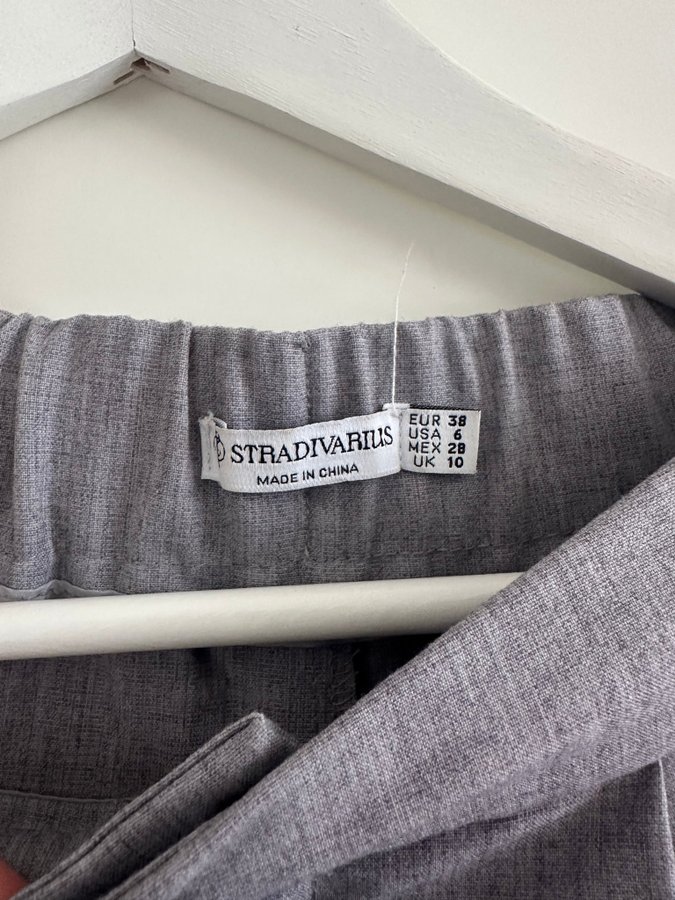 STRADIVARIUS
MADE IN CHINA
EUR 38
USA 6
MEX 28
UK 10